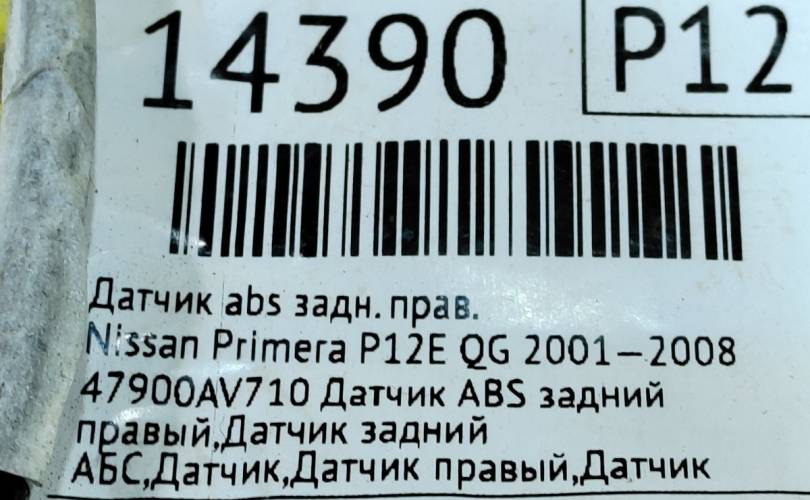 14390 P12
Датчик abs задн. прав.
Nissan Primera P12E QG 2001–2008
47900AV710 Датчик ABS задний
правый,Датчик задний
АБС,Датчик,Датчик правый,Датчик